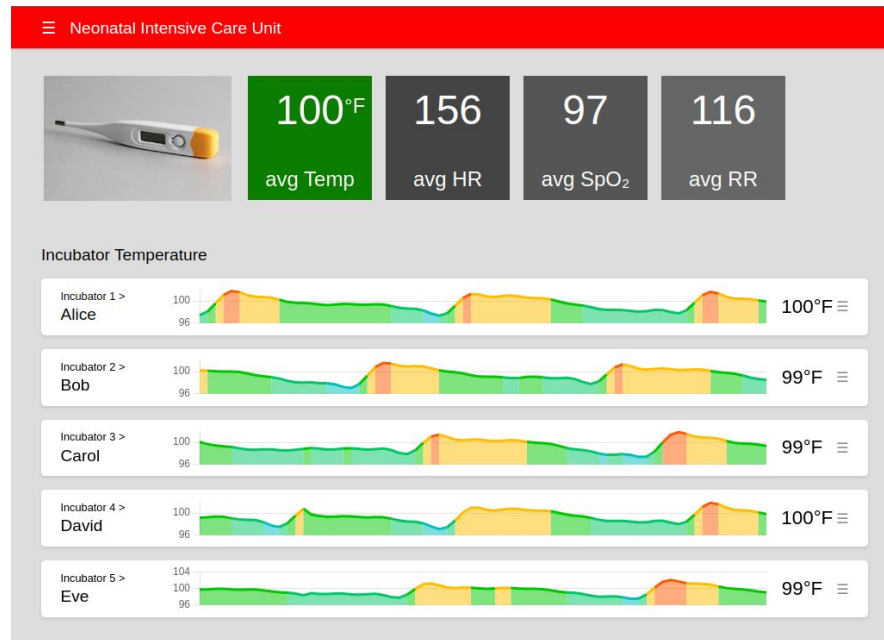 ☰ Neonatal Intensive Care Unit
100°F 156 97 116
avg Temp avg HR avg SpO₂ avg RR
Incubator Temperature
Incubator 1 >
Alice
100
96
100°F ☰
Incubator 2 >
Bob
100
96
99°F ☰
Incubator 3 >
Carol
100
96
99°F ☰
Incubator 4 >
David
100
96
100°F ☰
Incubator 5 >
Eve
104
100
96
99°F ☰